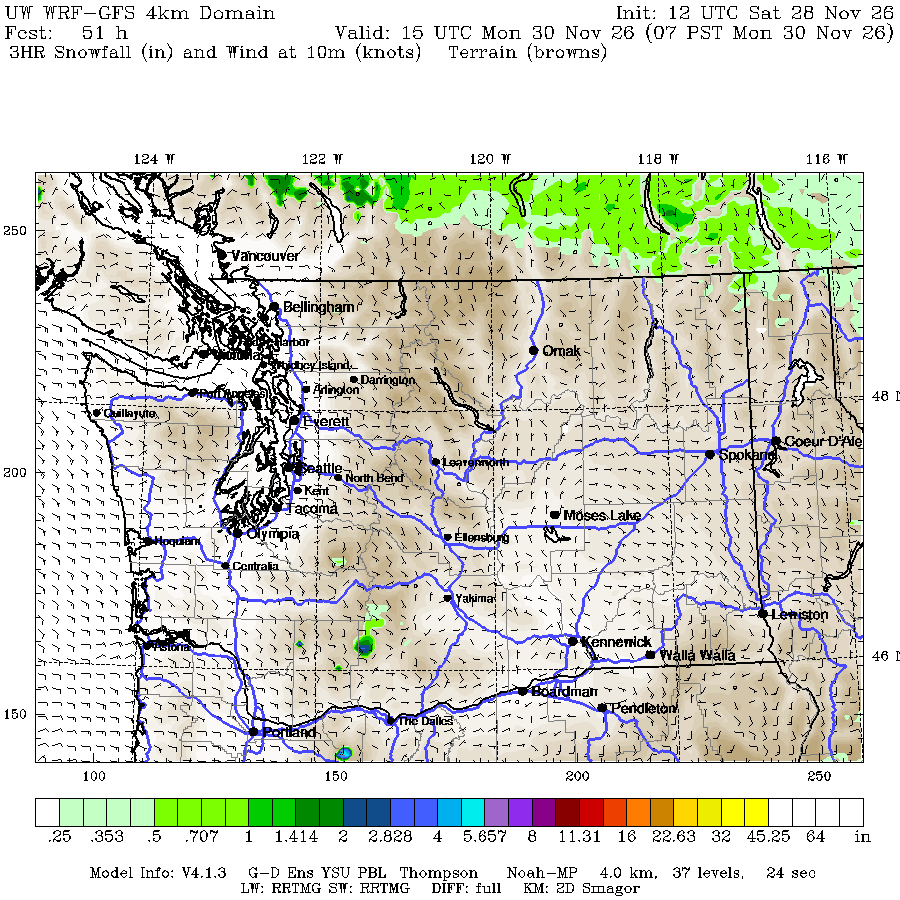 UW WRF-GFS 4km Domain Init: 12 UTC Sat 28 Nov 26
Fcst: 51 h Valid: 15 UTC Mon 30 Nov 26 (07 PST Mon 30 Nov 26)
3HR Snowfall (in) and Wind at 10m (knots) Terrain (browns)
124 W 122 W 120 W 118 W 116 W
250
Vancouver
Bellingham
Harbor
Omak
Whidbey Island
Darrington
Arlington
Port Angeles
48 N
Quillayute
Everett
Coeur D'Ale
Spokane
Leavenworth
200
Seattle
North Bend
Kent
Tacoma
Moses Lake
Olympia
Ellensburg
Hoquiam
Centralia
Yakima
Lewiston
Kennewick
Astoria
Walla Walla
46 N
Boardman
Pendleton
150
The Dalles
Portland
100 150 200 250
.25 .353 .5 .707 1 1.414 2 2.828 4 5.657 8 11.31 16 22.63 32 45.25 64 in
Model Info: V4.1.3 G-D Ens YSU PBL Thompson Noah-MP 4.0 km, 37 levels, 24 sec
LW: RRTMG SW: RRTMG DIFF: full KM: 2D Smagor